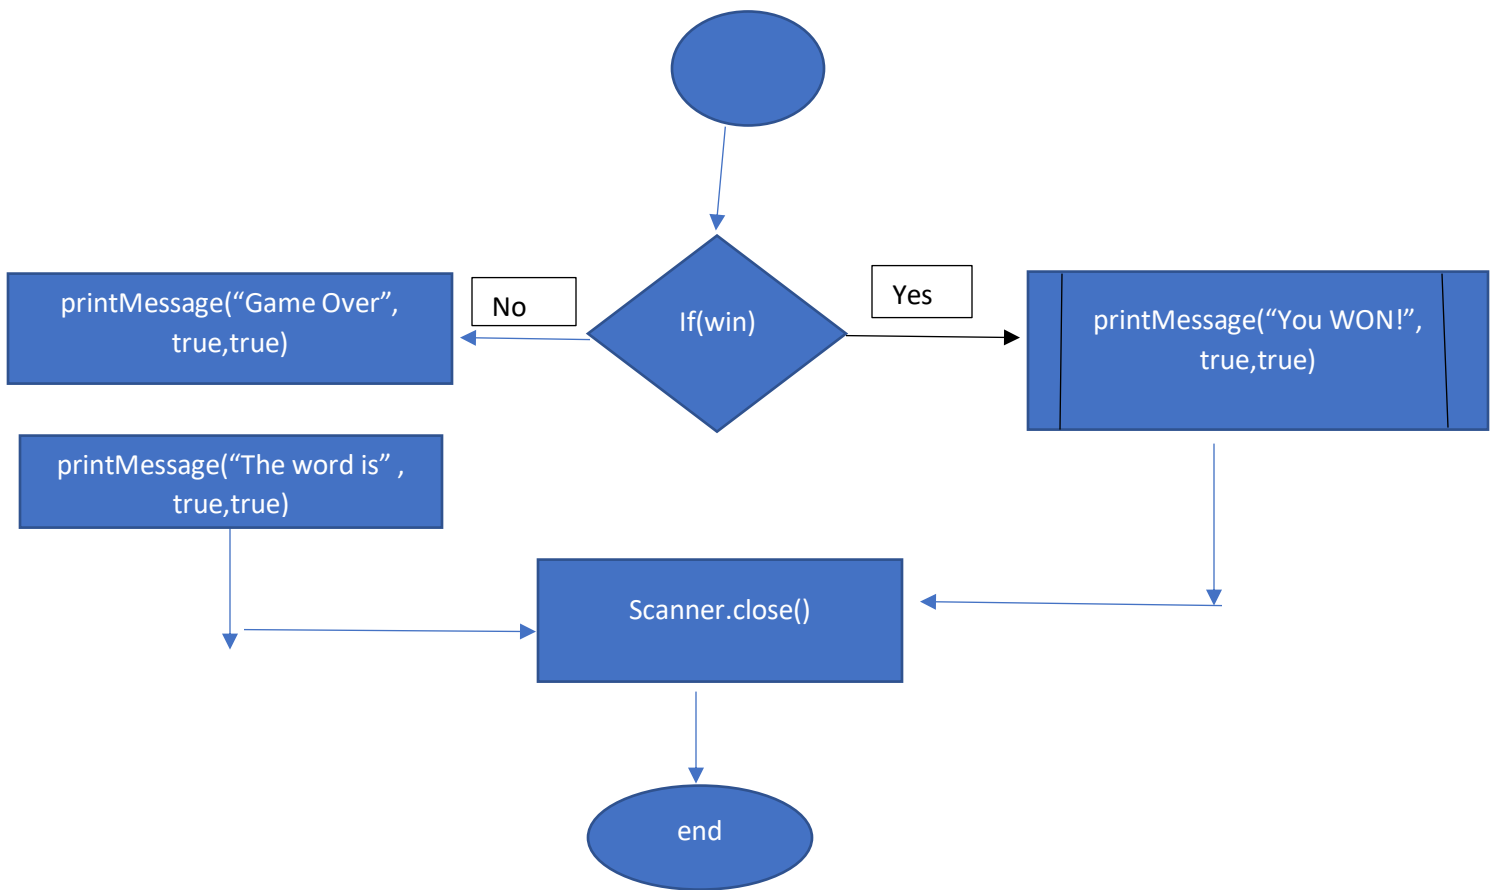 If(win)
No
Yes
printMessage(“Game Over”,
true,true)
printMessage(“You WON!”,
true,true)
printMessage(“The word is” ,
true,true)
Scanner.close()
end